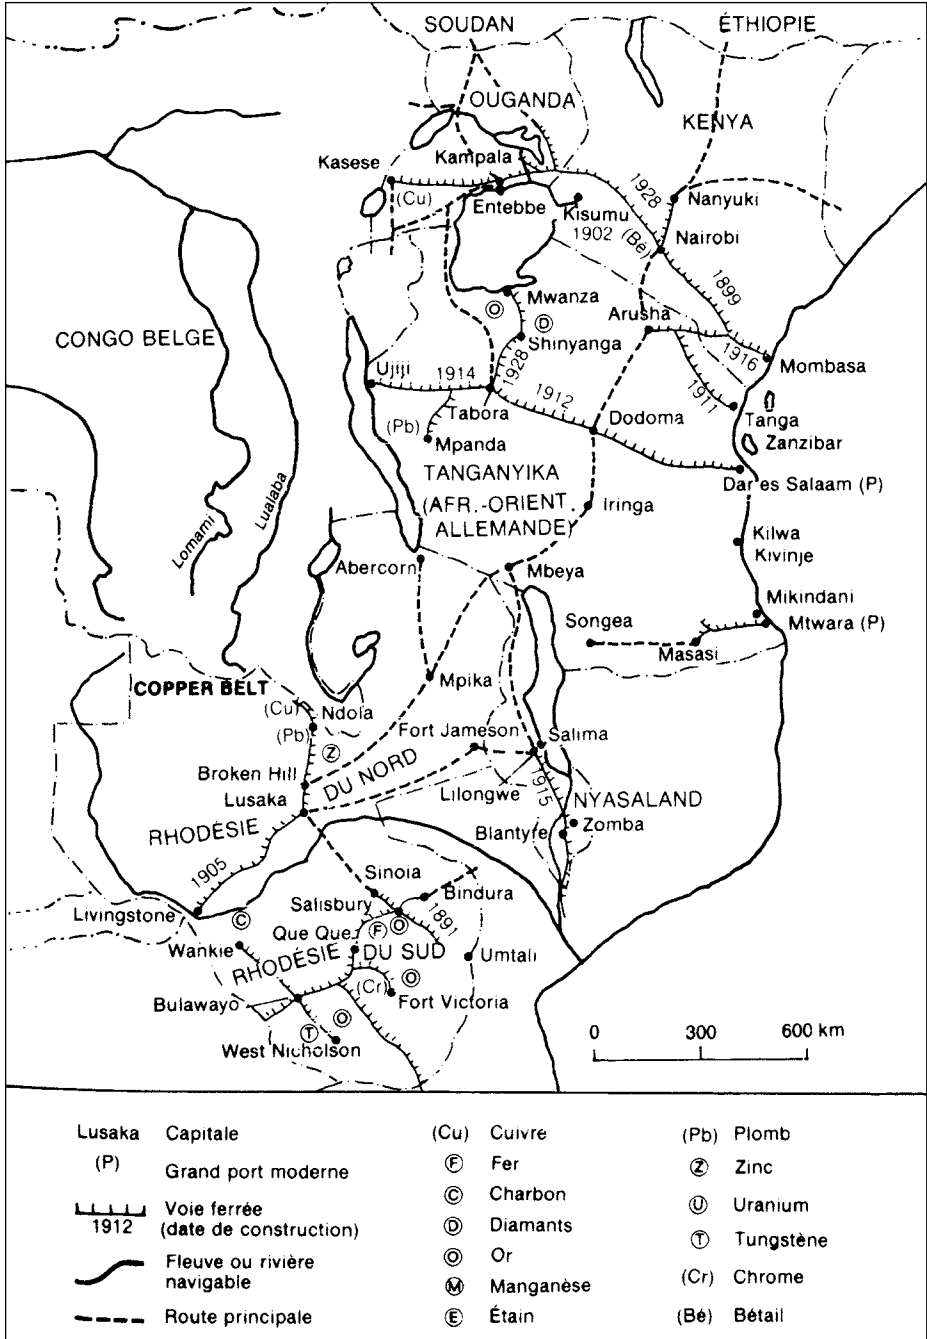 SOUDAN
ÉTHIOPIE
OUGANDA
KENYA
Kasese
Kampala
(Cu)
Entebbe
Kisumu
1902
(Bé)
1928
Nanyuki
Nairobi
1899
CONGO BELGE
O
Mwanza
D
Shinyanga
Arusha
1916
Mombasa
Ujiji
1914
1928
1912
1911
Tabora
Dodoma
Tanga
Zanzibar
(Pb)
Mpanda
TANGANYIKA
(AFR.-ORIENT.
ALLEMANDE)
Dar es Salaam (P)
Iringa
Lomami
Lualaba
Kilwa
Kivinje
Abercorn
Mbeya
Mikindani
Mtwara (P)
Songea
Masasi
COPPER BELT
Mpika
(Cu)
Ndola
(Pb)
Z
Fort Jameson
Salima
Broken Hill
DU NORD
Lusaka
Lilongwe
1915
NYASALAND
RHODÉSIE
Blantyre
Zomba
1905
Sinoia
Livingstone
Salisbury
Bindura
C
1891
Que Que
F
O
Wankie
RHODÉSIE
DU SUD
Umtali
(Cr)
O
Bulawayo
Fort Victoria
O
T
West Nicholson
0 300 600 km
Lusaka Capitale
(P) Grand port moderne
Voie ferrée
1912 (date de construction)
Fleuve ou rivière
navigable
Route principale
(Cu) Cuivre
F Fer
C Charbon
D Diamants
O Or
M Manganèse
E Étain
(Pb) Plomb
Z Zinc
U Uranium
T Tungstène
(Cr) Chrome
(Bé) Bétail